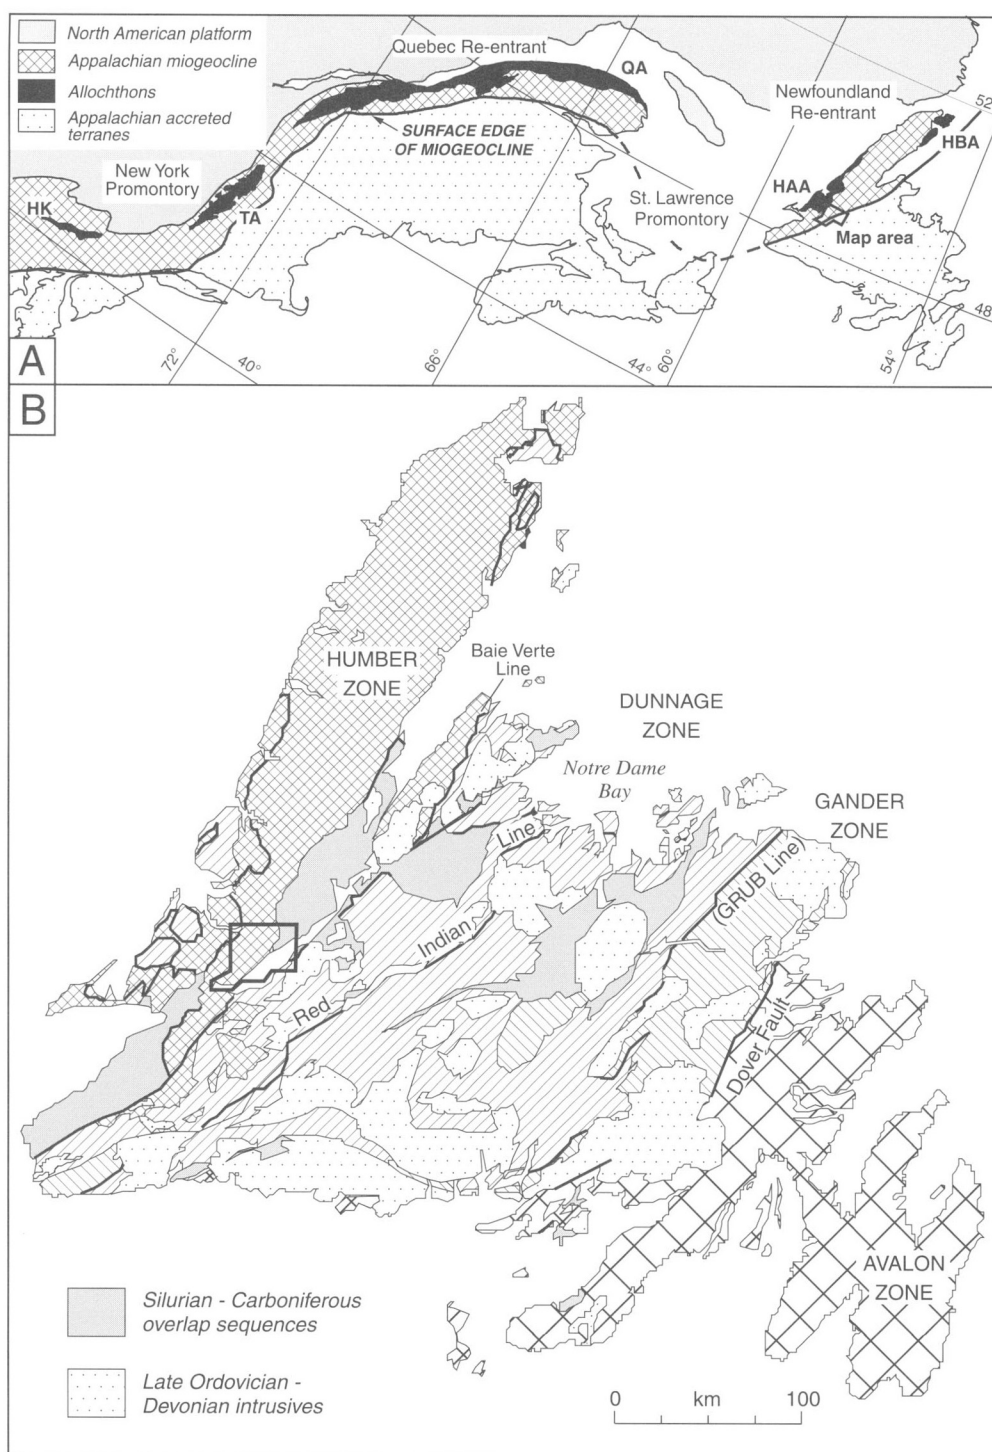 North American platform
Appalachian miogeocline
Allochthons
Appalachian accreted
terranes
Quebec Re-entrant
QA
SURFACE EDGE
OF MIOGEOCLINE
New York
Promontory
HK
TA
Newfoundland
Re-entrant
52
HBA
HAA
St. Lawrence
Promontory
Map area
48
72°
40°
66°
44°
60°
54°
A
B
HUMBER
ZONE
Baie Verte
Line
DUNNAGE
ZONE
Notre Dame
Bay
GANDER
ZONE
Line
(GRUB Line)
Indian
Red
Dover Fault
AVALON
ZONE
Silurian - Carboniferous
overlap sequences
Late Ordovician -
Devonian intrusives
0 km 100